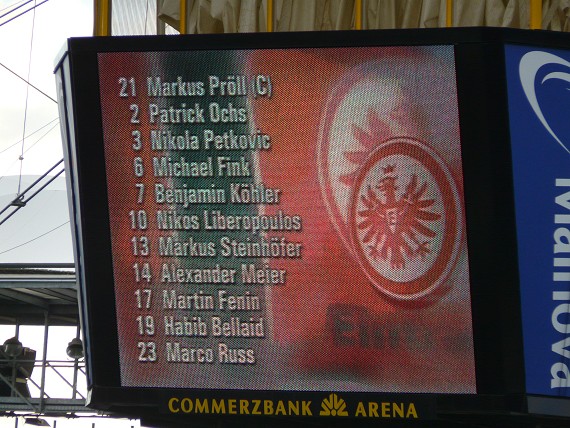 21 Markus Pröll (C)
2 Patrick Ochs
3 Nikola Petkovic
6 Michael Fink
7 Benjamin Köhler
10 Nikos Liberopoulos
13 Markus Steinhöfer
14 Alexander Meier
17 Martin Fenin
19 Habib Bellaid
23 Marco Russ
COMMERZBANK ARENA
Mainova